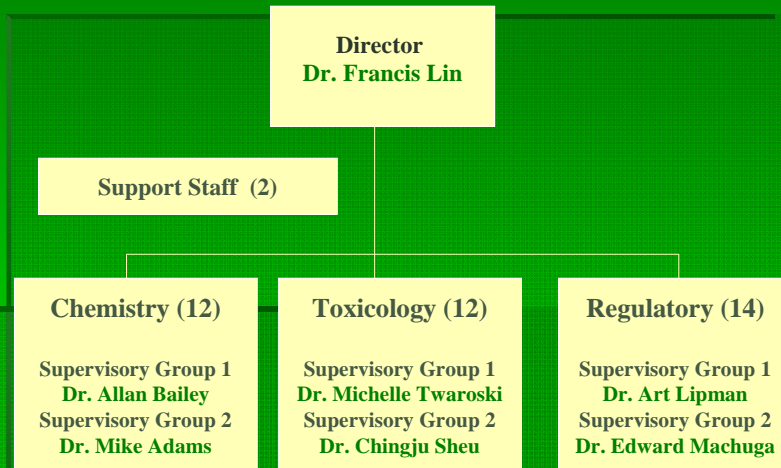 Director
Dr. Francis Lin
Support Staff (2)
Chemistry (12)
Supervisory Group 1
Dr. Allan Bailey
Supervisory Group 2
Dr. Mike Adams
Toxicology (12)
Supervisory Group 1
Dr. Michelle Twaroski
Supervisory Group 2
Dr. Chingju Sheu
Regulatory (14)
Supervisory Group 1
Dr. Art Lipman
Supervisory Group 2
Dr. Edward Machuga